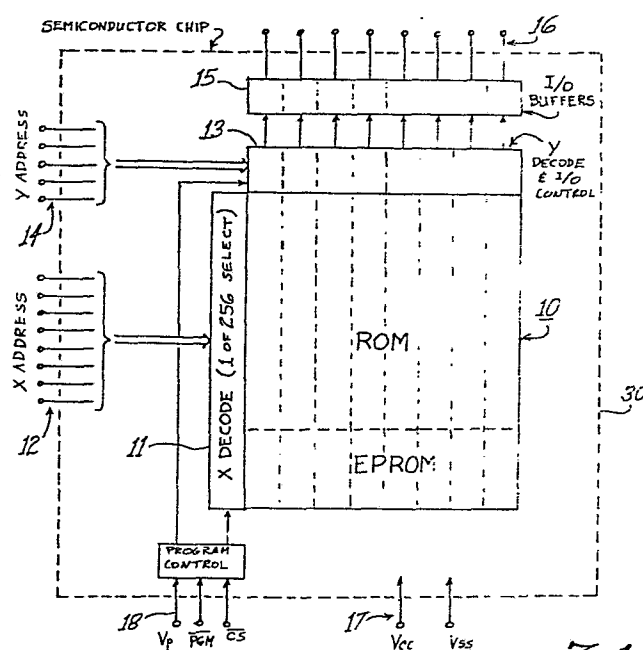 SEMICONDUCTOR CHIP
16
15
I/O
BUFFERS
13
Y
DECODE
& I/O
CONTROL
Y ADDRESS
14
X ADDRESS
12
X DECODE (1 OF 256 SELECT)
11
ROM
10
EPROM
30
PROGRAM
CONTROL
18
17
Vp
PGM
CS
Vcc
Vss